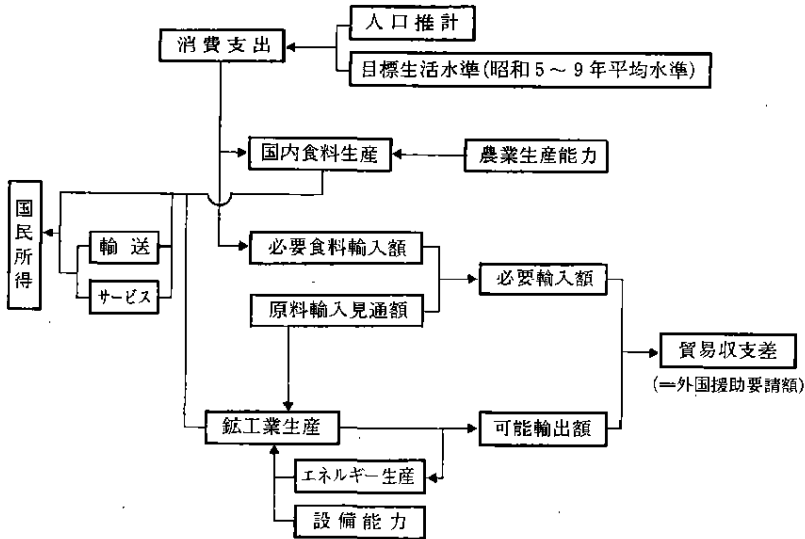 人口推計
消費支出
目標生活水準(昭和5～9年平均水準)
国内食料生産
農業生産能力
国民所得
輸送
サービス
必要食料輸入額
必要輸入額
原料輸入見通額
貿易収支差
(＝外国援助要請額)
鉱工業生産
可能輸出額
エネルギー生産
設備能力